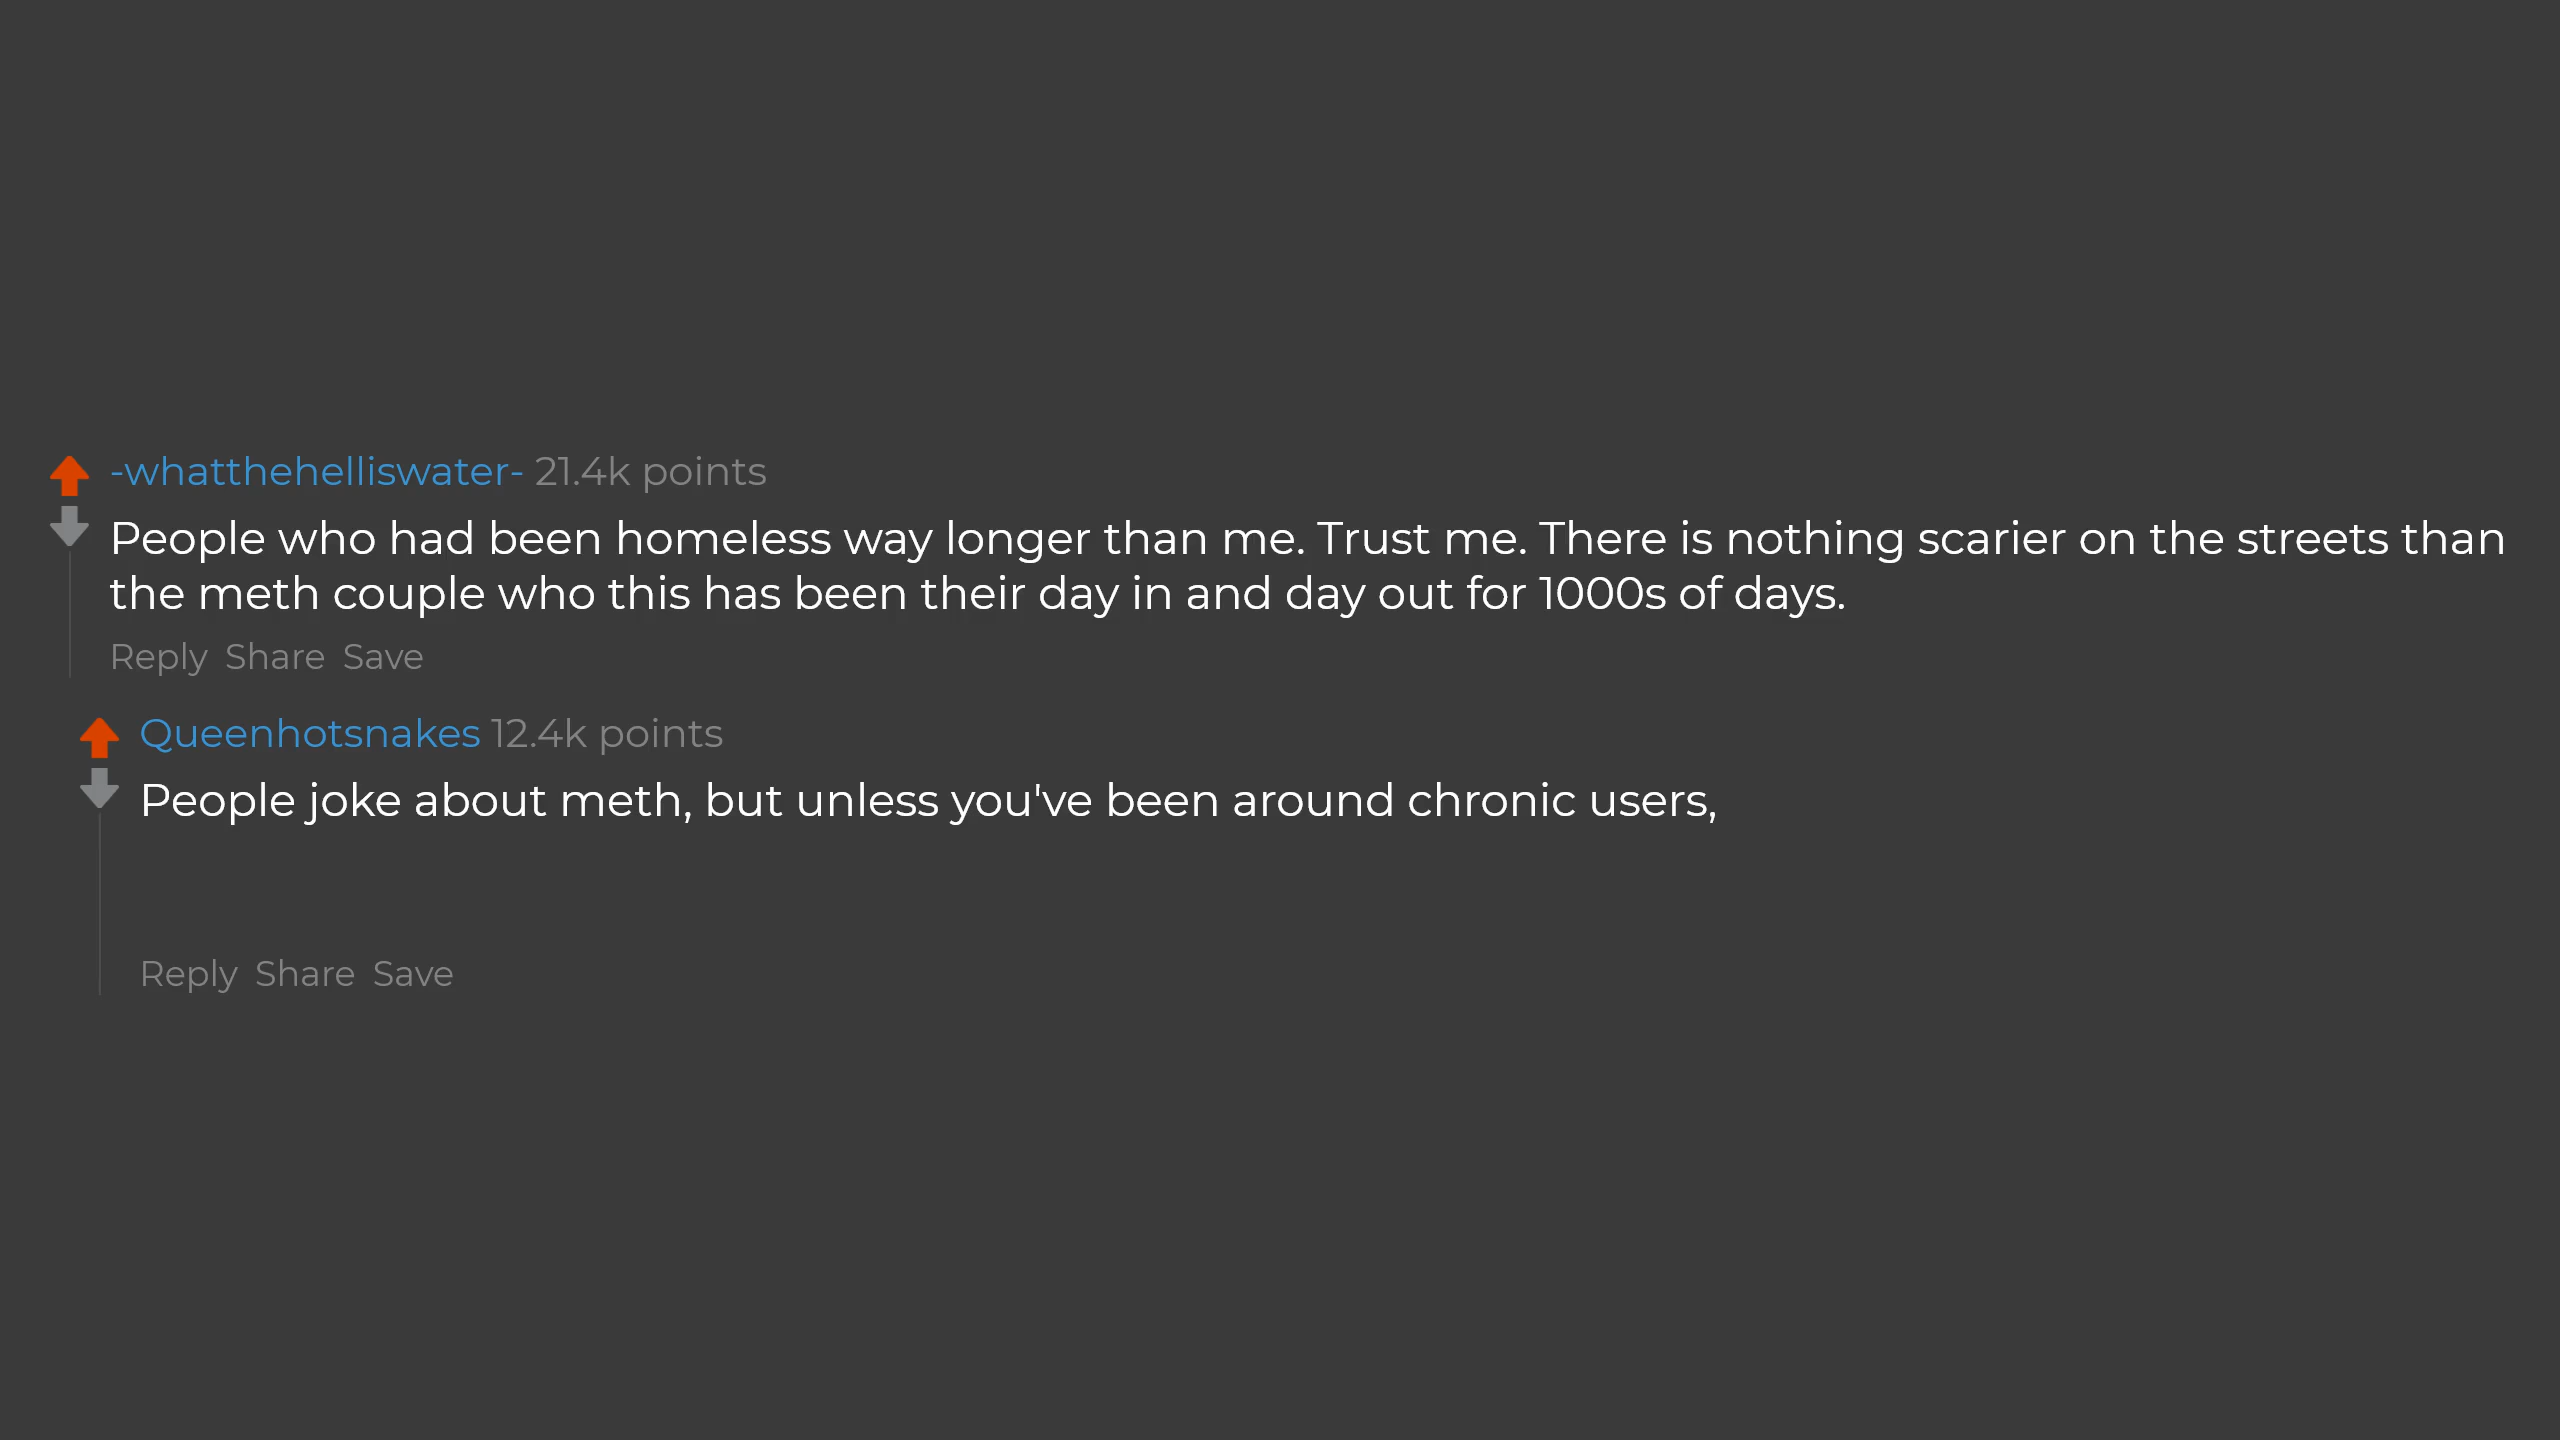 -whatthehelliswater- 21.4k points
People who had been homeless way longer than me. Trust me. There is nothing scarier on the streets than
the meth couple who this has been their day in and day out for 1000s of days.
Reply Share Save
Queenhotsnakes 12.4k points
People joke about meth, but unless you've been around chronic users,
Reply Share Save